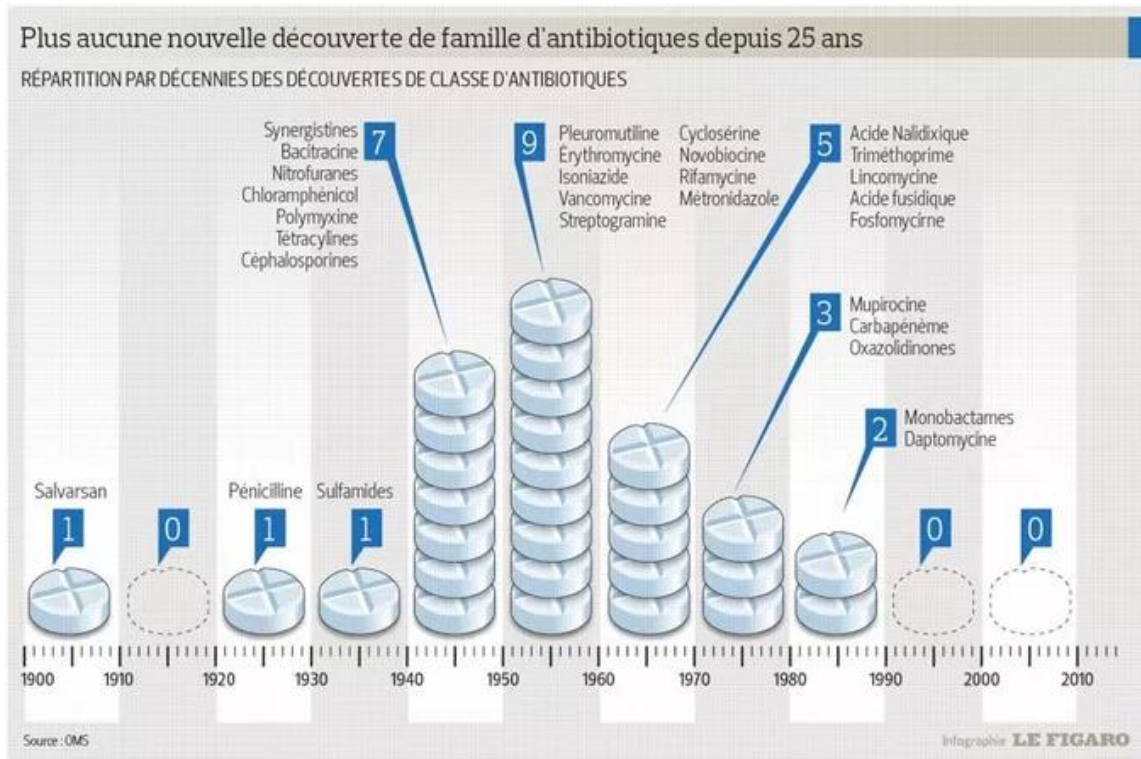 Plus aucune nouvelle découverte de famille d'antibiotiques depuis 25 ans
RÉPARTITION PAR DÉCENNIES DES DÉCOUVERTES DE CLASSE D'ANTIBIOTIQUES
Salvarsan
1
0
Pénicilline
1
Sulfamides
1
Synergistines
Bacitracine
Nitrofuranes
Chloramphénicol
Polymyxine
Tétracylines
Céphalosporines
7
9
Pleuromutiline
Érythromycine
Isoniazide
Vancomycine
Streptogramine
Cyclosérine
Novobiocine
Rifamycine
Métronidazole
5
Acide Nalidixique
Triméthoprime
Lincomycine
Acide fusidique
Fosfomycirne
3
Mupirocine
Carbapénème
Oxazolidinones
2
Monobactames
Daptomycine
0
0
1900 1910 1920 1930 1940 1950 1960 1970 1980 1990 2000 2010
Source : OMS
Infographie LE FIGARO